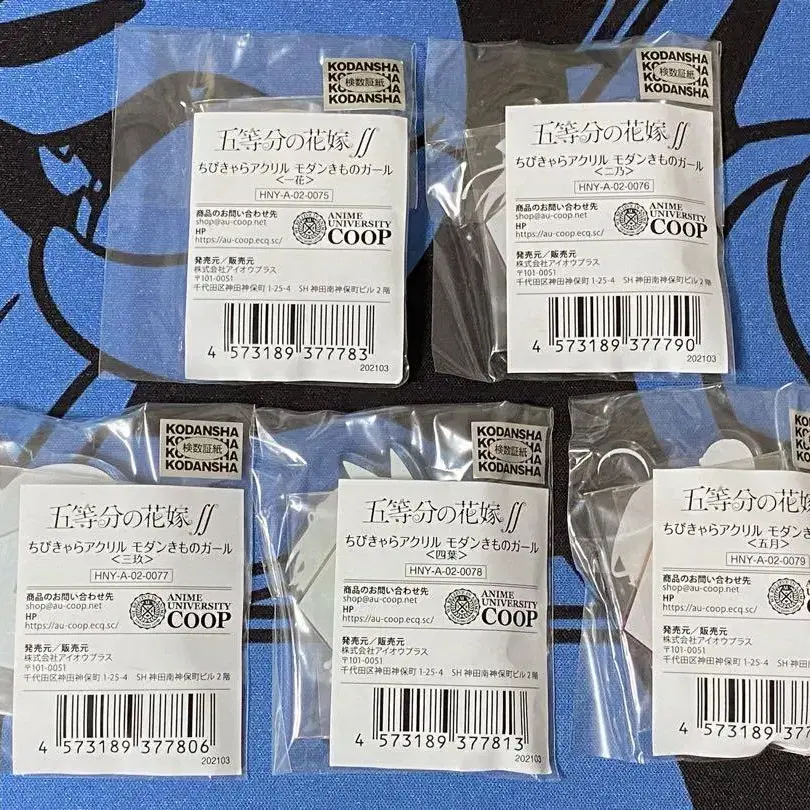 KODANSHA
KODANSHA
検数証紙
KODANSHA
KODANSHA
五等分の花嫁∬
ちびきゃらアクリル モダンきものガール
<一花>
HNY-A-02-0075
商品のお問い合わせ先
shop@au-coop.net
HP
https://au-coop.ecq.sc/
ANIME
UNIVERSITY
COOP
発売元／販売元
株式会社アイオウプラス
〒101-0051
千代田区神田神保町1-25-4 SH 神田南神保町ビル2階
4 573189 377783
202103
KODANSHA
KODANSHA
検数証紙
KODANSHA
KODANSHA
五等分の花嫁∬
ちびきゃらアクリル モダンきものガール
<二乃>
HNY-A-02-0076
商品のお問い合わせ先
shop@au-coop.net
HP
https://au-coop.ecq.sc/
ANIME
UNIVERSITY
COOP
発売元／販売元
株式会社アイオウプラス
〒101-0051
千代田区神田神保町1-25-4 SH 神田南神保町ビル2階
4 573189 377790
202103
KODANSHA
KODANSHA
検数証紙
KODANSHA
KODANSHA
五等分の花嫁∬
ちびきゃらアクリル モダンきものガール
<三玖>
HNY-A-02-0077
商品のお問い合わせ先
shop@au-coop.net
HP
https://au-coop.ecq.sc/
ANIME
UNIVERSITY
COOP
発売元／販売元
株式会社アイオウプラス
〒101-0051
千代田区神田神保町1-25-4 SH 神田南神保町ビル2階
4 573189 377806
202103
KODANSHA
KODANSHA
検数証紙
KODANSHA
KODANSHA
五等分の花嫁∬
ちびきゃらアクリル モダンきものガール
<四葉>
HNY-A-02-0078
商品のお問い合わせ先
shop@au-coop.net
HP
https://au-coop.ecq.sc/
ANIME
UNIVERSITY
COOP
発売元／販売元
株式会社アイオウプラス
〒101-0051
千代田区神田神保町1-25-4 SH 神田南神保町ビル2階
4 573189 377813
202103
五等分の花
ちびきゃらアクリル モダンき
<五月>
HNY-A-02-0079
商品のお問い合わせ先
shop@au-coop.net
HP
https://au-coop.ecq.sc/
発売元／販売元
株式会社アイオウプラス
〒101-0051
千代田区神田神保町1-25-4 SH 神田
4 573189 3778